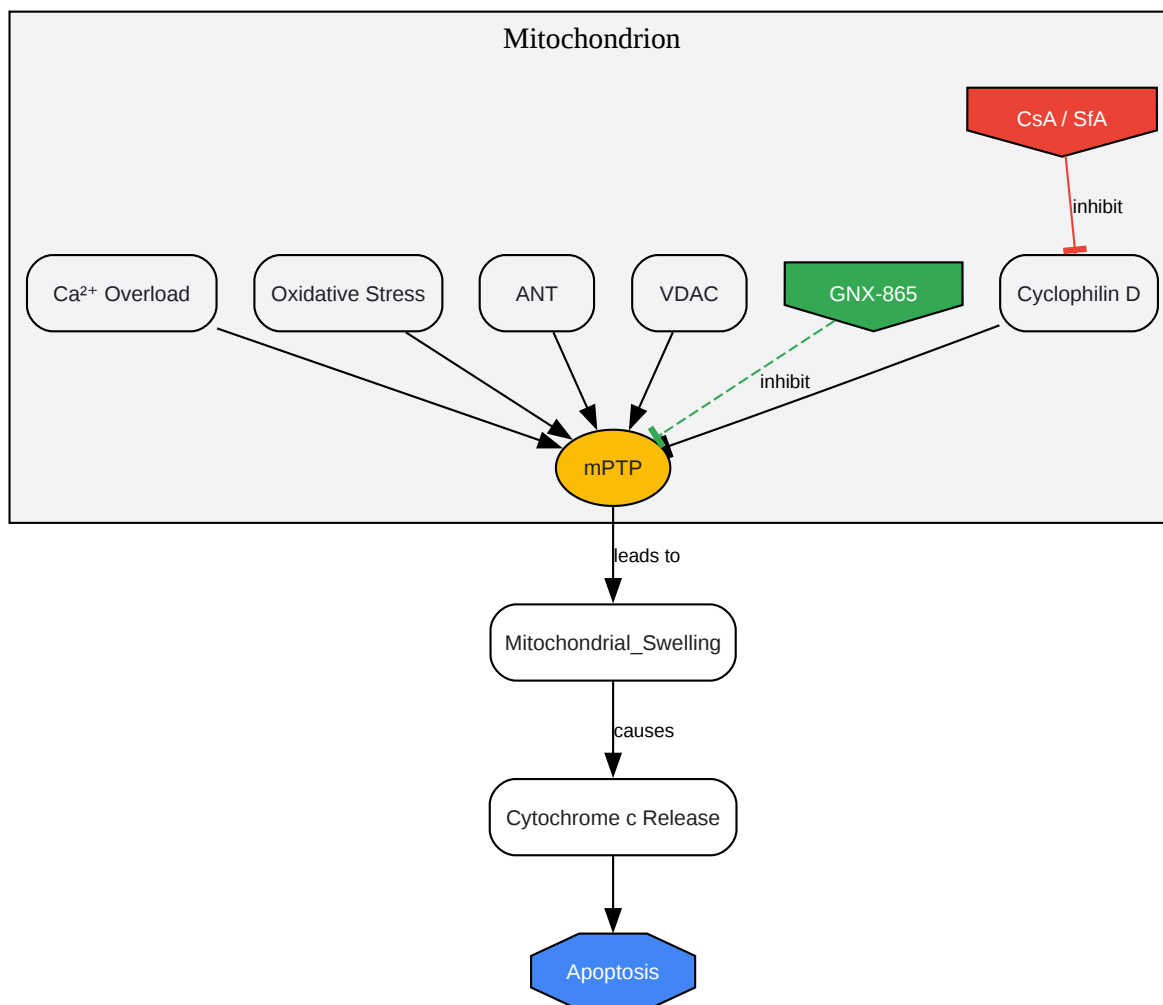 Mitochondrion
CsA / SfA
inhibit
Ca²⁺ Overload
Oxidative Stress
ANT
VDAC
GNX-865
Cyclophilin D
inhibit
mPTP
leads to
Mitochondrial_Swelling
causes
Cytochrome c Release
Apoptosis